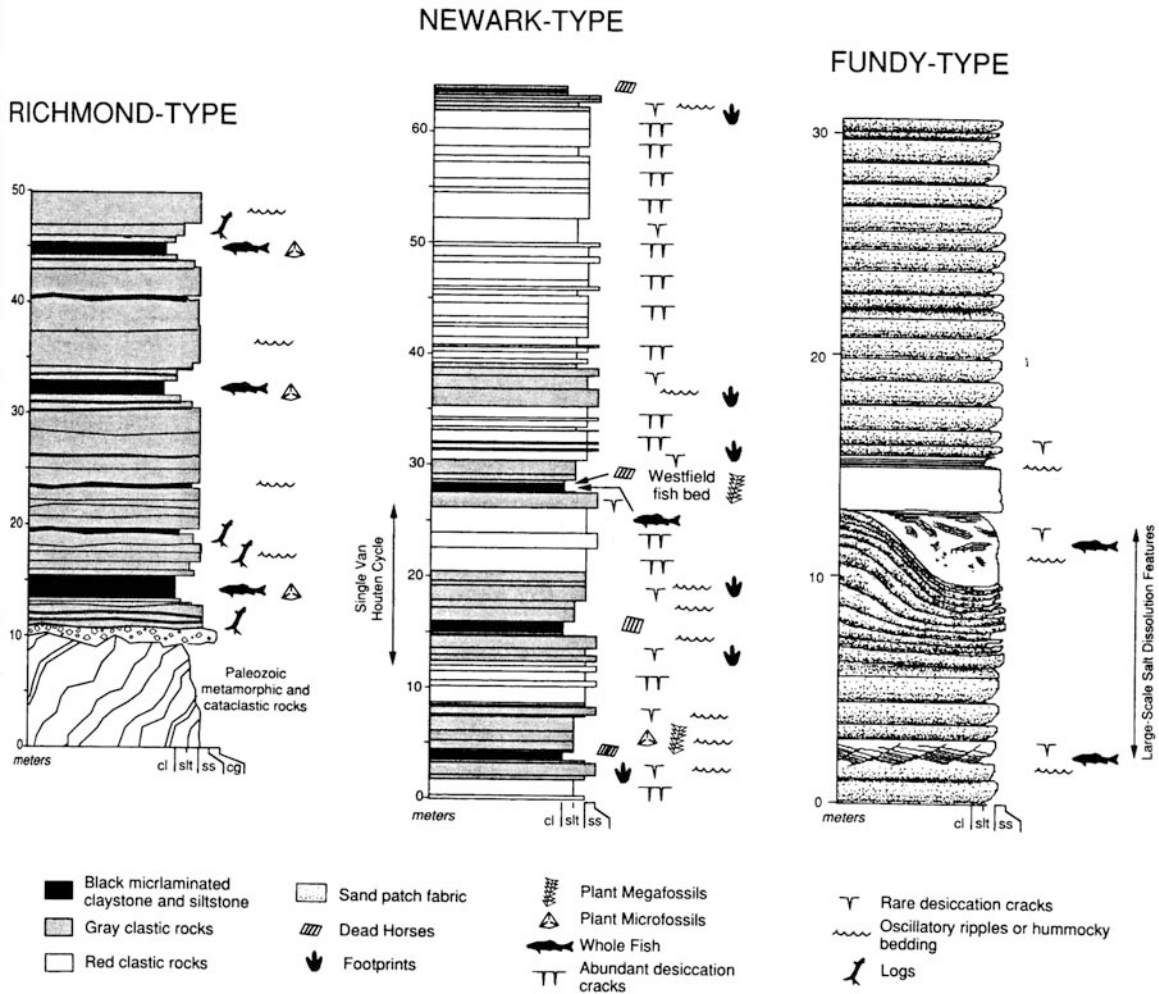 NEWARK-TYPE
FUNDY-TYPE
RICHMOND-TYPE
50
40
30
20
10
0
meters
cl slt ss cg
Paleozoic
metamorphic and
cataclastic rocks
60
50
40
30
20
10
0
meters
cl slt ss
Single Van
Houten Cycle
Westfield
fish bed
30
20
10
0
meters
cl slt ss
Large-Scale Salt Dissolution Features
Black micrlaminated
claystone and siltstone
Gray clastic rocks
Red clastic rocks
Sand patch fabric
Dead Horses
Footprints
Plant Megafossils
Plant Microfossils
Whole Fish
Abundant desiccation
cracks
Rare desiccation cracks
Oscillatory ripples or hummocky
bedding
Logs